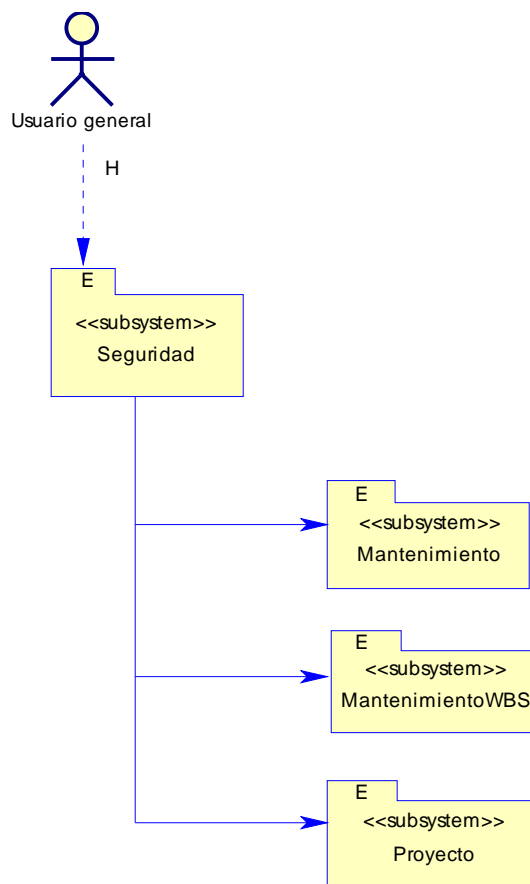 Usuario general
H
E
<<subsystem>>
Seguridad
E
<<subsystem>>
Mantenimiento
E
<<subsystem>>
MantenimientoWBS
E
<<subsystem>>
Proyecto